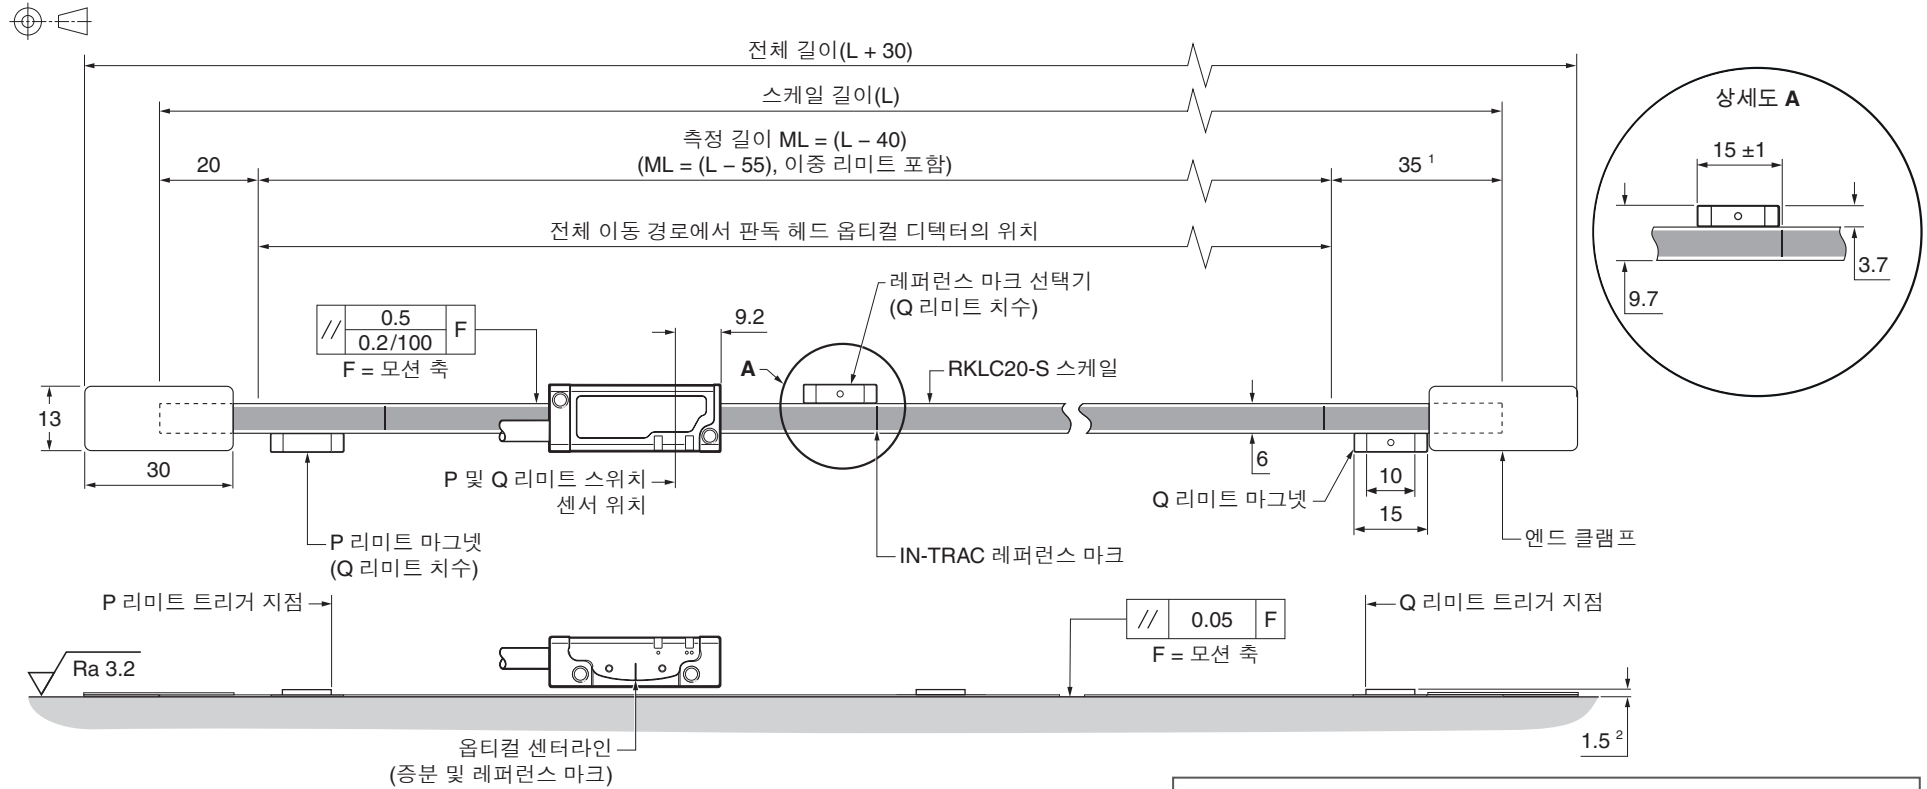 전체 길이(L + 30)
스케일 길이(L)
측정 길이 ML = (L − 40)
(ML = (L − 55), 이중 리미트 포함)
20
35 ¹
전체 이동 경로에서 판독 헤드 옵티컬 디텍터의 위치
상세도 A
15 ±1
3.7
9.7
레퍼런스 마크 선택기
(Q 리미트 치수)
// 0.5 F
0.2/100
F = 모션 축
9.2
A
RKLC20-S 스케일
13
30
P 및 Q 리미트 스위치
센서 위치
6
Q 리미트 마그넷
10
15
P 리미트 마그넷
(Q 리미트 치수)
IN-TRAC 레퍼런스 마크
엔드 클램프
P 리미트 트리거 지점
// 0.05 F
F = 모션 축
Q 리미트 트리거 지점
Ra 3.2
1.5 ²
옵티컬 센터라인
(증분 및 레퍼런스 마크)